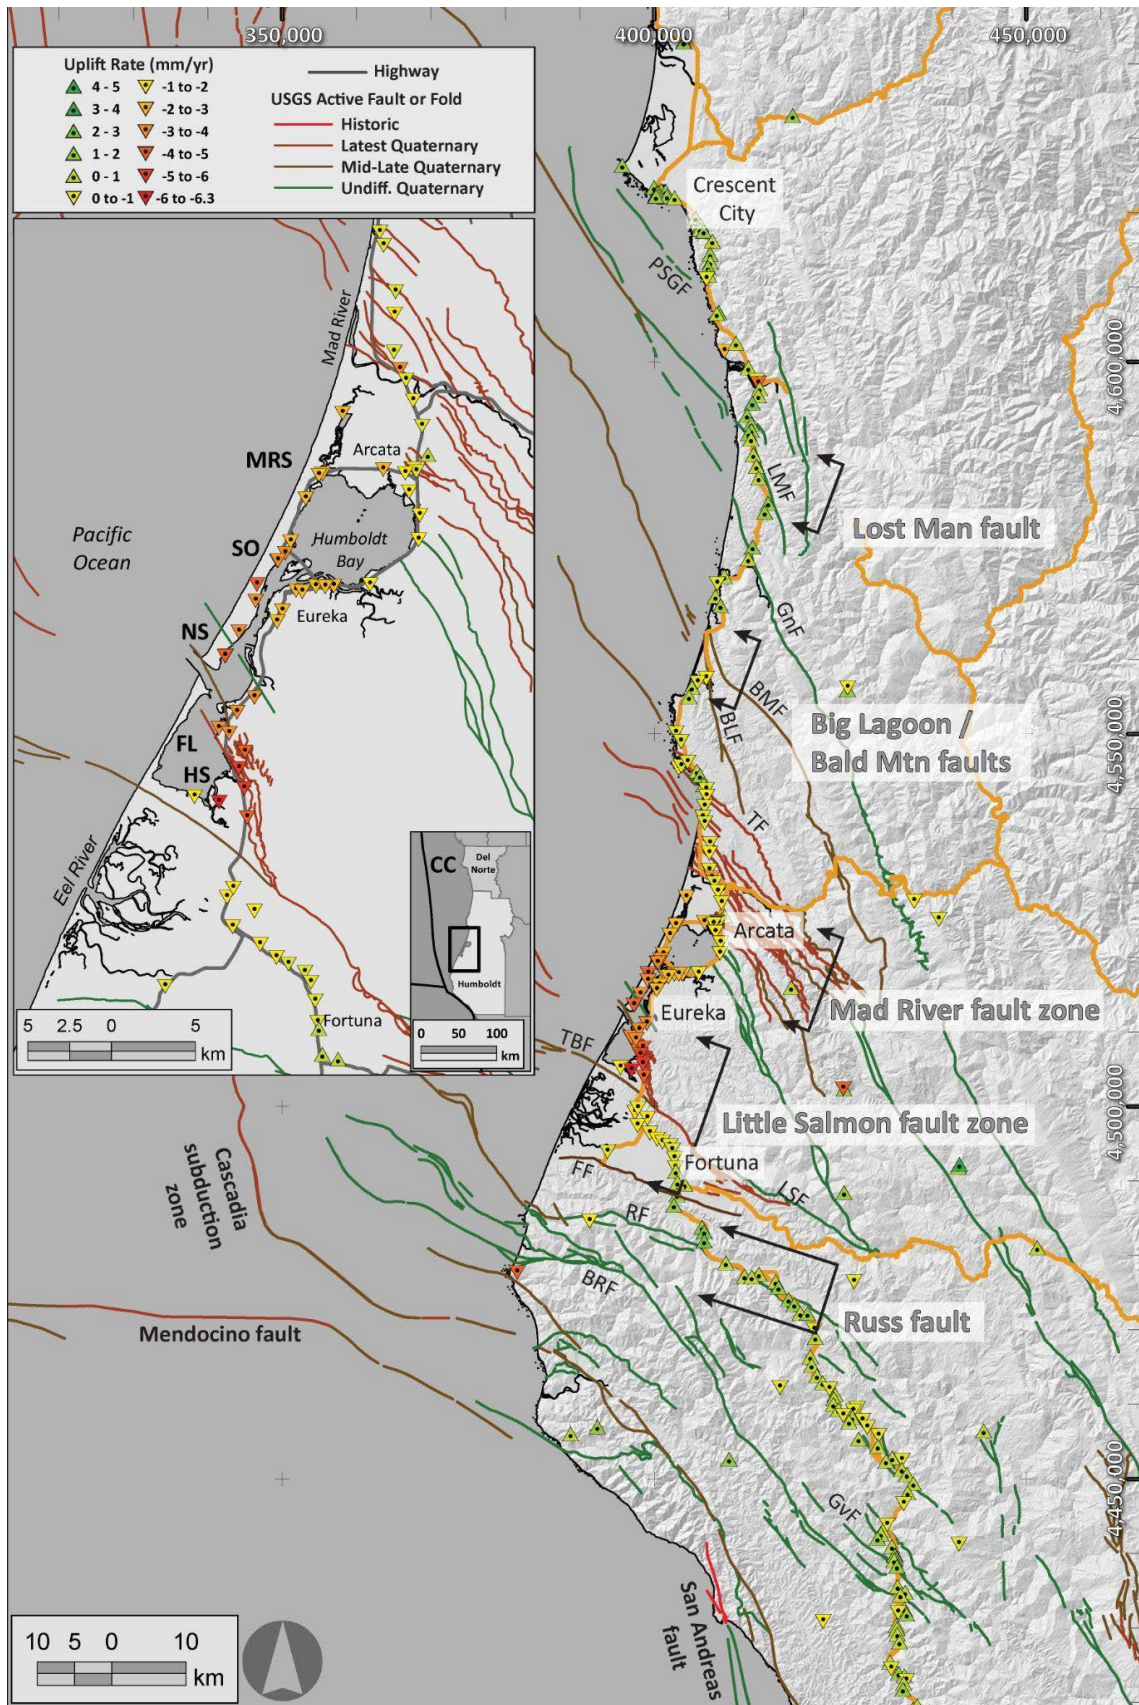 350,000
400,000
450,000
Uplift Rate (mm/yr)
4 - 5
3 - 4
2 - 3
1 - 2
0 - 1
0 to -1
-1 to -2
-2 to -3
-3 to -4
-4 to -5
-5 to -6
-6 to -6.3
Highway
USGS Active Fault or Fold
Historic
Latest Quaternary
Mid-Late Quaternary
Undiff. Quaternary
Crescent
City
PSGF
4,600,000
Mad River
MRS
Arcata
Pacific
Ocean
SO
Humboldt
Bay
Eureka
NS
FL
HS
Eel River
CC
Del
Norte
Humboldt
0 50 100
km
5 2.5 0 5
km
Fortuna
LMF
Lost Man fault
GnF
BMF
BLF
Big Lagoon /
Bald Mtn faults
4,550,000
TF
Arcata
Eureka
Mad River fault zone
TBF
Little Salmon fault zone
4,500,000
Fortuna
FF
LSF
RF
Cascadia
subduction
zone
BRF
Russ fault
Mendocino fault
4,450,000
GvF
San Andreas
fault
10 5 0 10
km